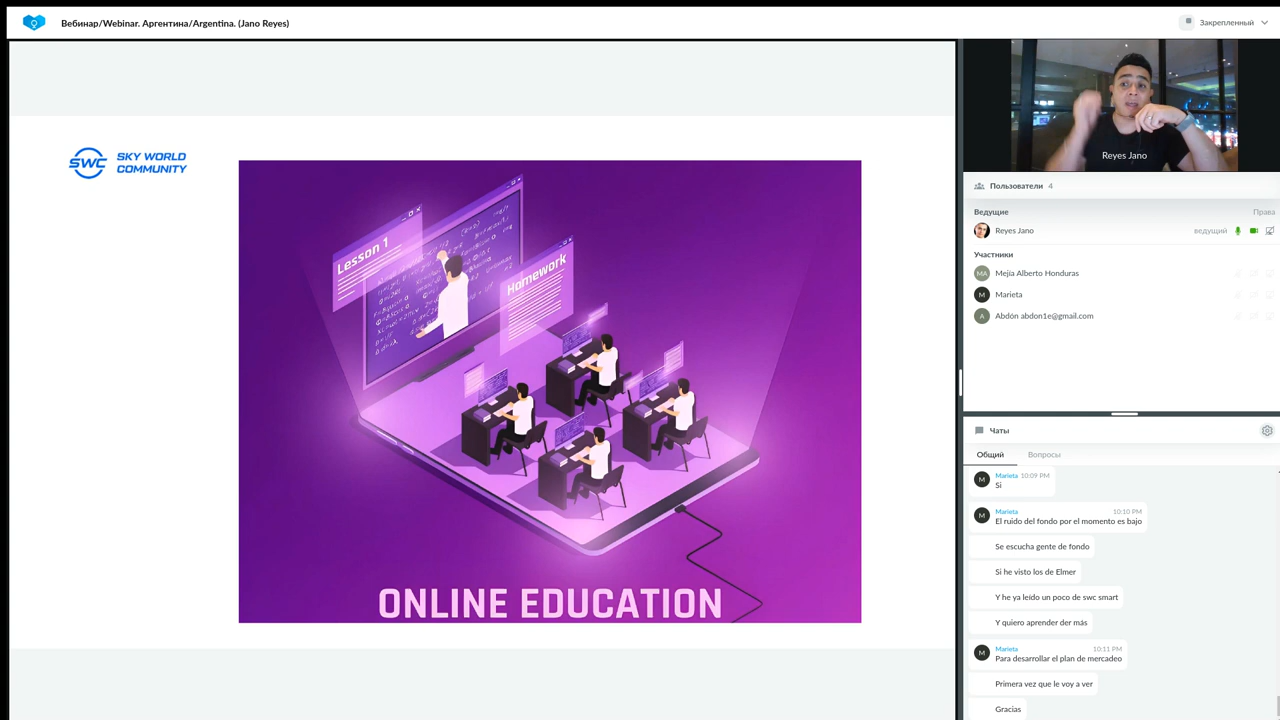 Вебинар/Webinar. Аргентина/Argentina. (Jano Reyes)
Закрепленный
SWC
SKY WORLD
COMMUNITY
Lesson 1
Homework
ONLINE EDUCATION
Reyes Jano
Пользователи 4
Ведущие
Права
Reyes Jano
ведущий
Участники
MA
Mejía Alberto Honduras
M
Marieta
A
Abdón abdon1e@gmail.com
Чаты
Общий
Вопросы
M
Marieta 10:09 PM
Si
M
Marieta 10:10 PM
El ruido del fondo por el momento es bajo
Se escucha gente de fondo
Si he visto los de Elmer
Y he ya leído un poco de swc smart
Y quiero aprender der más
M
Marieta 10:11 PM
Para desarrollar el plan de mercadeo
Primera vez que le voy a ver
Gracias